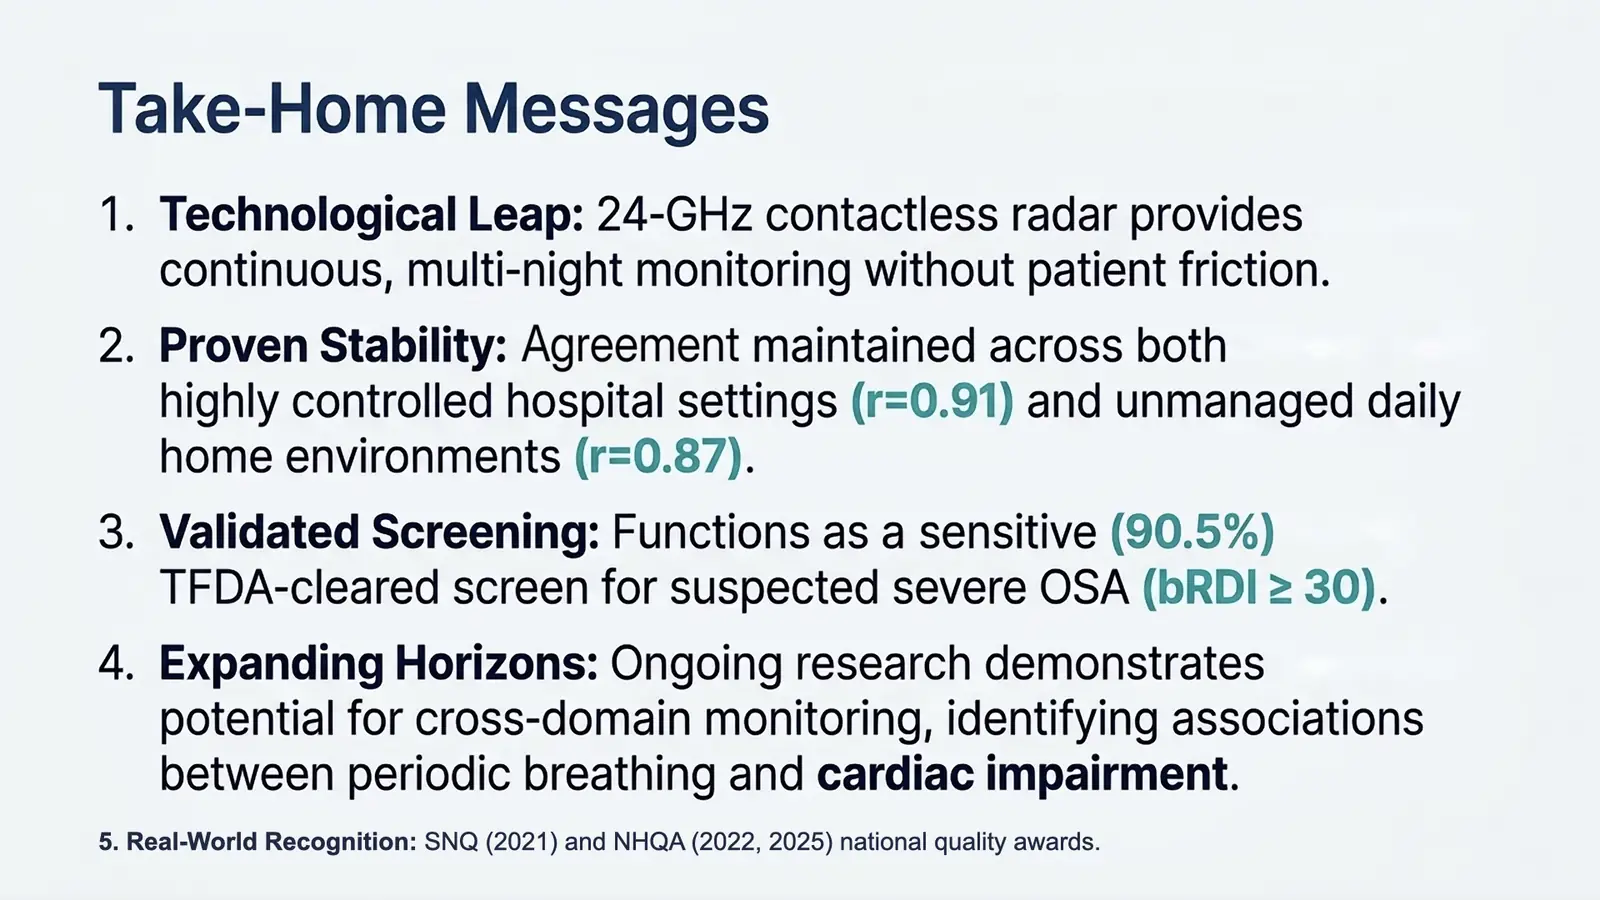 Take-Home Messages
1. Technological Leap: 24-GHz contactless radar provides
continuous, multi-night monitoring without patient friction.
2. Proven Stability: Agreement maintained across both
highly controlled hospital settings (r=0.91) and unmanaged daily
home environments (r=0.87).
3. Validated Screening: Functions as a sensitive (90.5%)
TFDA-cleared screen for suspected severe OSA (bRDI ≥ 30).
4. Expanding Horizons: Ongoing research demonstrates
potential for cross-domain monitoring, identifying associations
between periodic breathing and cardiac impairment.
5. Real-World Recognition: SNQ (2021) and NHQA (2022, 2025) national quality awards.